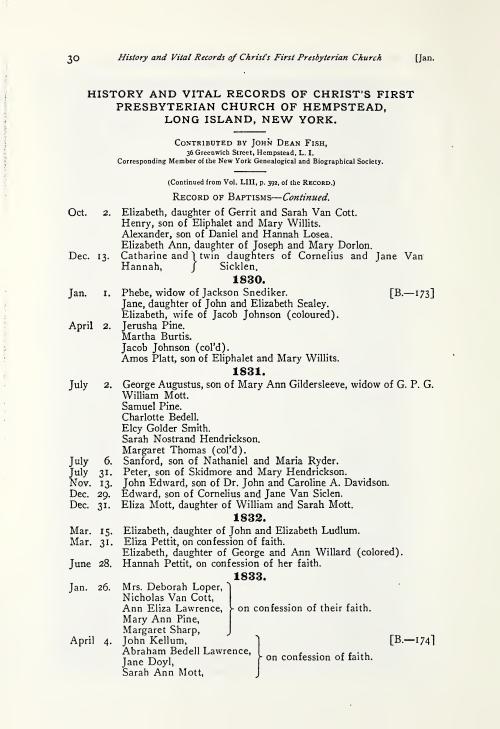 30 History and Vital Records of Christ's First Presbyterian Church [Jan.
HISTORY AND VITAL RECORDS OF CHRIST'S FIRST
PRESBYTERIAN CHURCH OF HEMPSTEAD,
LONG ISLAND, NEW YORK.
CONTRIBUTED BY JOHN DEAN FISH,
36 Greenwich Street, Hempstead, L. I.
Corresponding Member of the New York Genealogical and Biographical Society.
(Continued from Vol. LIII, p. 392, of the RECORD.)
RECORD OF BAPTISMS—Continued.
Oct. 2. Elizabeth, daughter of Gerrit and Sarah Van Cott.
Henry, son of Eliphalet and Mary Willits.
Alexander, son of Daniel and Hannah Losea.
Elizabeth Ann, daughter of Joseph and Mary Dorlon.
Dec. 13. Catharine and } twin daughters of Cornelius and Jane Van
Hannah, } Sicklen.
1830.
Jan. 1. Phebe, widow of Jackson Snediker. [B.—173]
Jane, daughter of John and Elizabeth Sealey.
Elizabeth, wife of Jacob Johnson (coloured).
April 2. Jerusha Pine.
Martha Burtis.
Jacob Johnson (col'd).
Amos Platt, son of Eliphalet and Mary Willits.
1831.
July 2. George Augustus, son of Mary Ann Gildersleeve, widow of G. P. G.
William Mott.
Samuel Pine.
Charlotte Bedell.
Elcy Golder Smith.
Sarah Nostrand Hendrickson.
Margaret Thomas (col'd).
July 6. Sanford, son of Nathaniel and Maria Ryder.
July 31. Peter, son of Skidmore and Mary Hendrickson.
Nov. 13. John Edward, son of Dr. John and Caroline A. Davidson.
Dec. 29. Edward, son of Cornelius and Jane Van Siclen.
Dec. 31. Eliza Mott, daughter of William and Sarah Mott.
1832.
Mar. 15. Elizabeth, daughter of John and Elizabeth Ludlum.
Mar. 31. Eliza Pettit, on confession of faith.
Elizabeth, daughter of George and Ann Willard (colored).
June 28. Hannah Pettit, on confession of her faith.
1833.
Jan. 26. Mrs. Deborah Loper,
Nicholas Van Cott,
Ann Eliza Lawrence, } on confession of their faith.
Mary Ann Pine,
Margaret Sharp,
April 4. John Kellum, [B.—174]
Abraham Bedell Lawrence,
Jane Doyl, } on confession of faith.
Sarah Ann Mott,